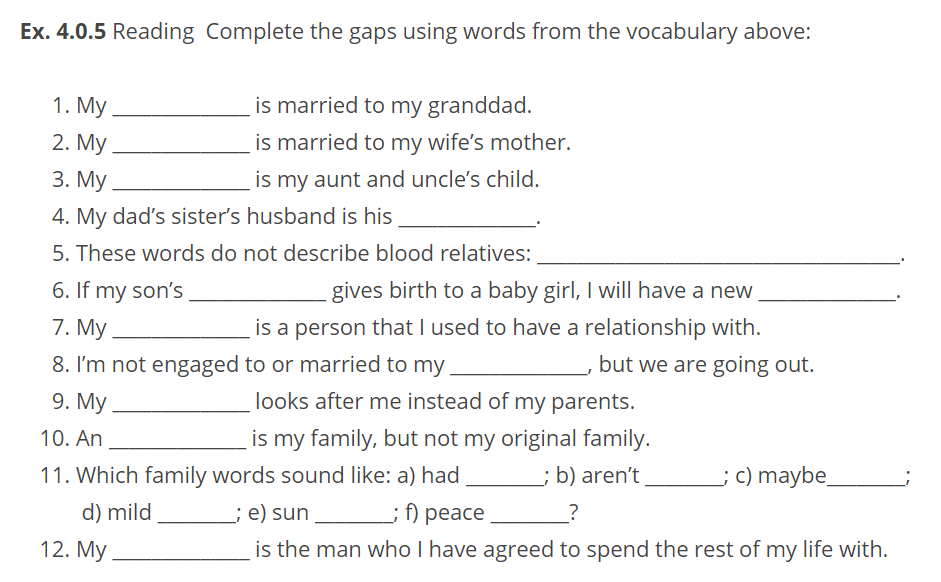 Ex. 4.0.5 Reading  Complete the gaps using words from the vocabulary above:
1. My ____________ is married to my granddad.
2. My ____________ is married to my wife’s mother.
3. My ____________ is my aunt and uncle’s child.
4. My dad’s sister’s husband is his ____________.
5. These words do not describe blood relatives: ________________________________.
6. If my son’s ____________ gives birth to a baby girl, I will have a new ____________.
7. My ____________ is a person that I used to have a relationship with.
8. I’m not engaged to or married to my ____________, but we are going out.
9. My ____________ looks after me instead of my parents.
10. An ____________ is my family, but not my original family.
11. Which family words sound like: a) had _______; b) aren’t _______; c) maybe_______;
d) mild _______; e) sun _______; f) peace _______?
12. My ____________ is the man who I have agreed to spend the rest of my life with.